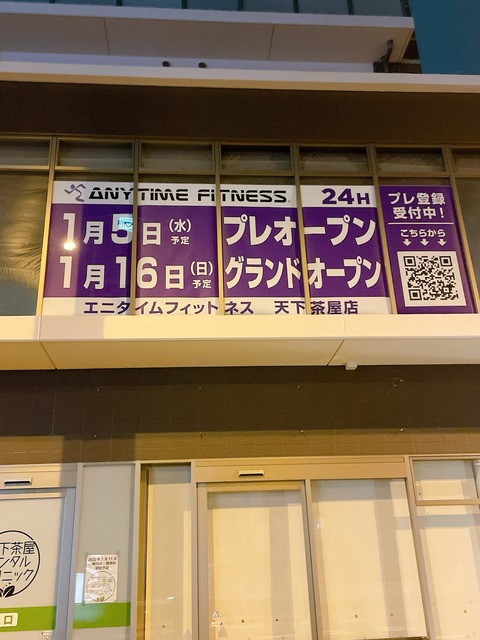 ANYTIME FITNESS 24H
1月5日(水)予定 プレオープン
1月16日(日)予定 グランドオープン
エニタイムフィットネス 天下茶屋店
プレ登録
受付中!
こちらから
下茶屋
ンタル
リニック
口